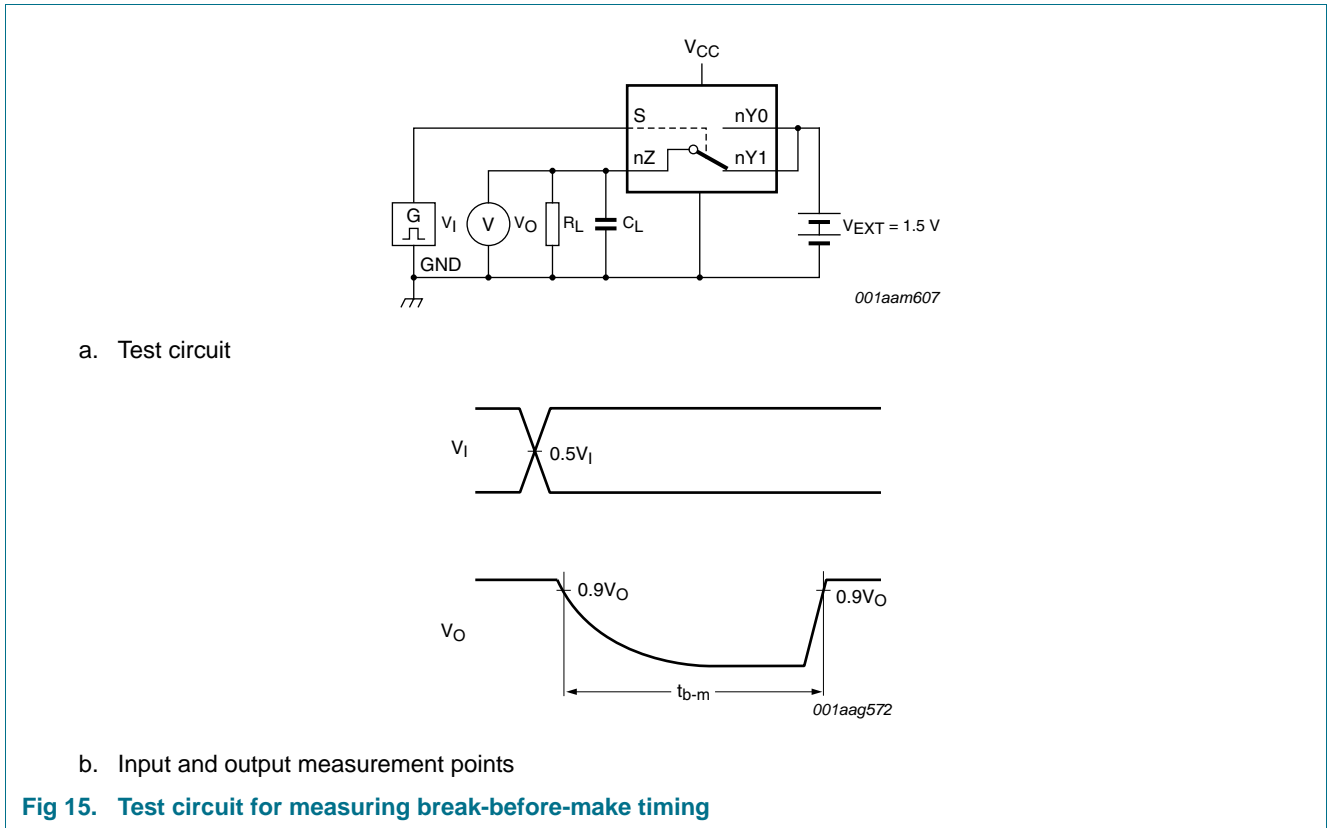 VCC
S nY0
nZ nY1
G VI V VO RL CL VEXT = 1.5 V
GND
001aam607
a. Test circuit
VI 0.5VI
0.9VO 0.9VO
VO
tb-m
001aag572
b. Input and output measurement points
Fig 15. Test circuit for measuring break-before-make timing